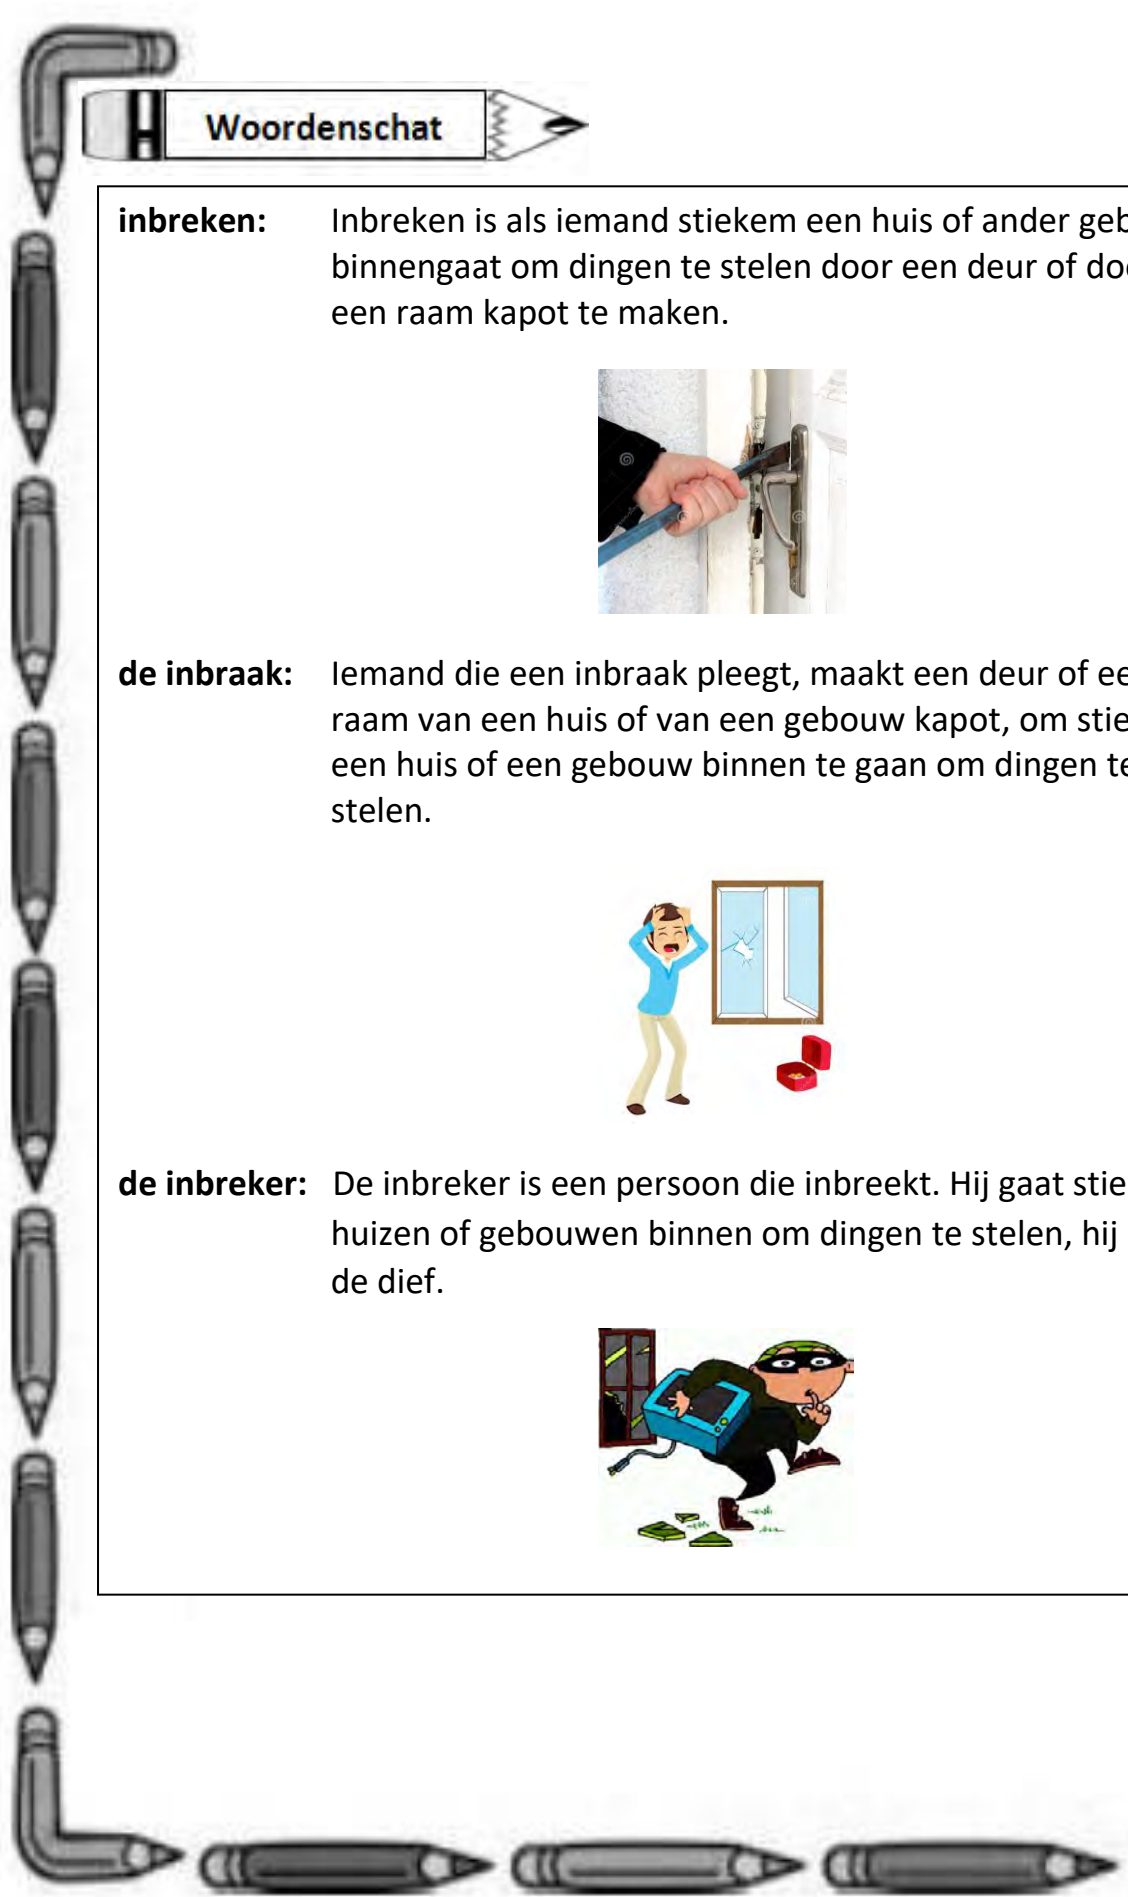 Woordenschat
inbreken: Inbreken is als iemand stiekem een huis of ander geb
binnengaat om dingen te stelen door een deur of doo
een raam kapot te maken.
de inbraak: Iemand die een inbraak pleegt, maakt een deur of ee
raam van een huis of van een gebouw kapot, om stie
een huis of een gebouw binnen te gaan om dingen te
stelen.
de inbreker: De inbreker is een persoon die inbreekt. Hij gaat stie
huizen of gebouwen binnen om dingen te stelen, hij
de dief.